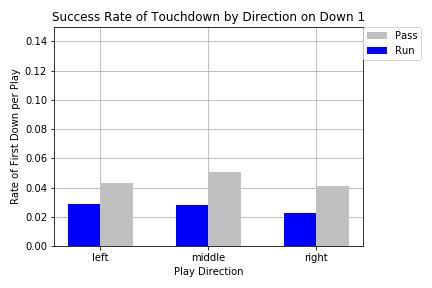 Success Rate of Touchdown by Direction on Down 1
Pass
Run
0.14
0.12
0.10
0.08
0.06
0.04
0.02
0.00
Rate of First Down per Play
left
middle
right
Play Direction